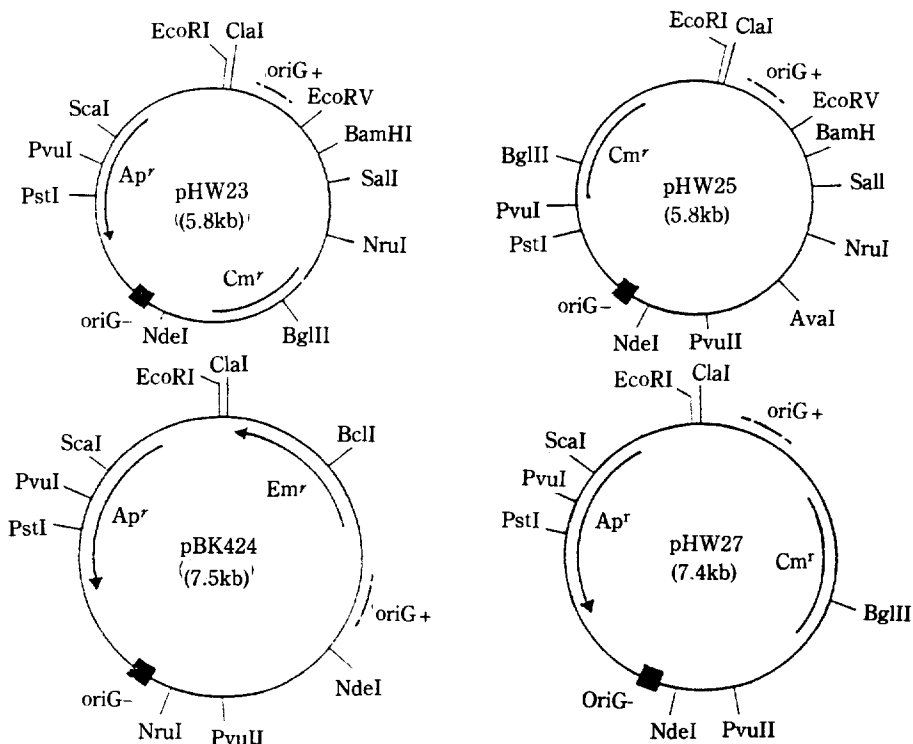 EcoRI ClaI
oriG+
EcoRV
BamHI
SalI
NruI
BglII
NdeI
oriG-
PstI
PvuI
ScaI
Apr
Cmr
pHW23
(5.8kb)
EcoRI ClaI
oriG+
EcoRV
BamH
SalI
NruI
AvaI
PvuII
NdeI
oriG-
PstI
PvuI
BglII
Cmr
pHW25
(5.8kb)
EcoRI ClaI
BclI
oriG+
NdeI
PvuII
NruI
oriG-
PstI
PvuI
ScaI
Apr
Emr
pBK424
(7.5kb)
EcoRI ClaI
oriG+
BglII
PvuII
NdeI
OriG-
PstI
PvuI
ScaI
Apr
Cmr
pHW27
(7.4kb)